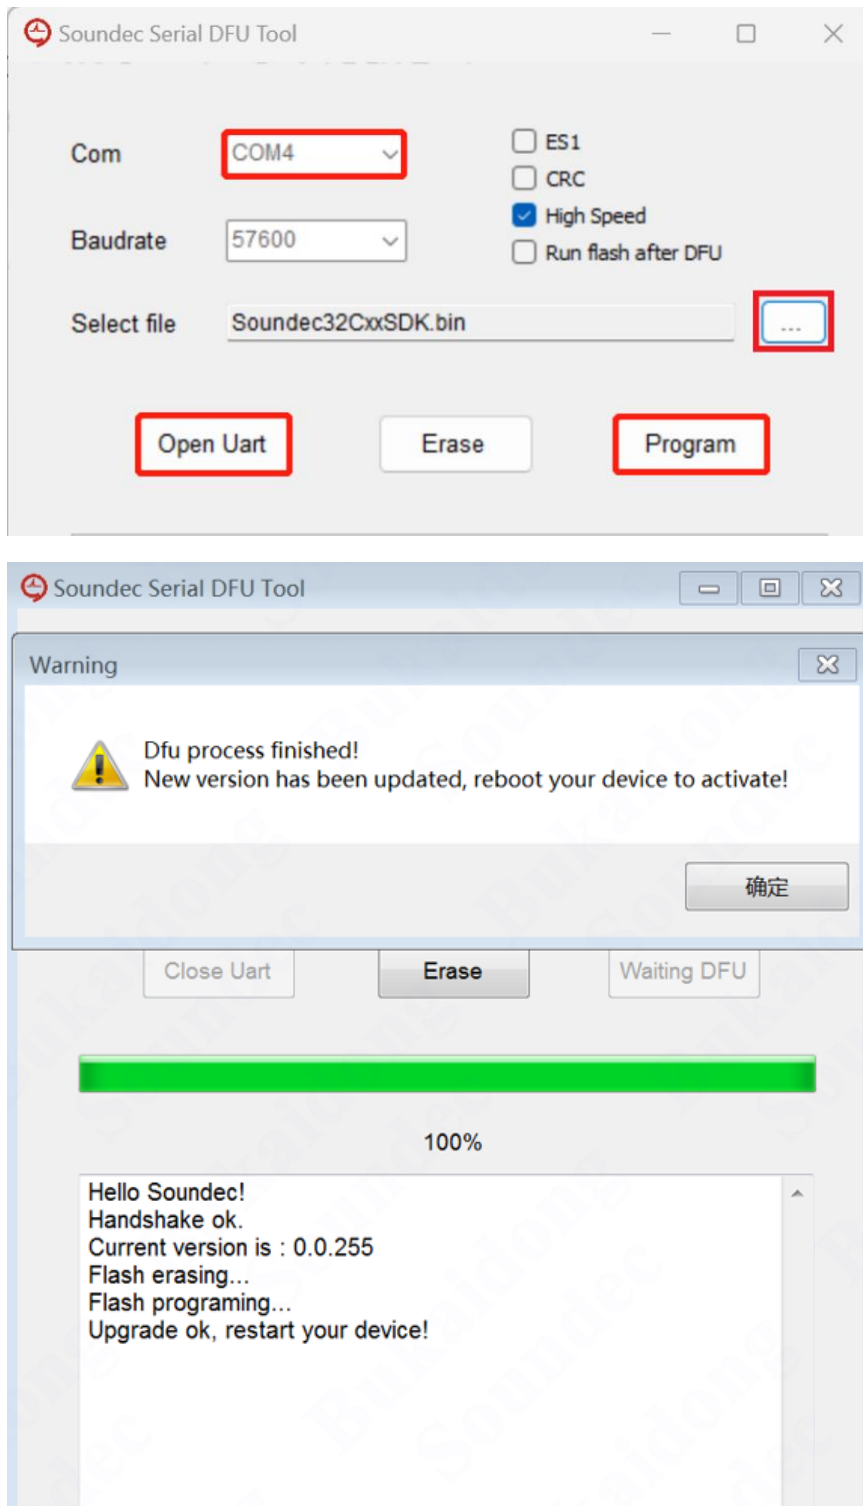 Soundec Serial DFU Tool
Com
COM4
ES1
CRC
High Speed
Baudrate
57600
Run flash after DFU
Select file
Soundec32CxxSDK.bin
...
Open Uart
Erase
Program
Soundec Serial DFU Tool
Warning
Dfu process finished!
New version has been updated, reboot your device to activate!
确定
Close Uart
Erase
Waiting DFU
100%
Hello Soundec!
Handshake ok.
Current version is : 0.0.255
Flash erasing...
Flash programing...
Upgrade ok, restart your device!
Bukaidong
Soundec